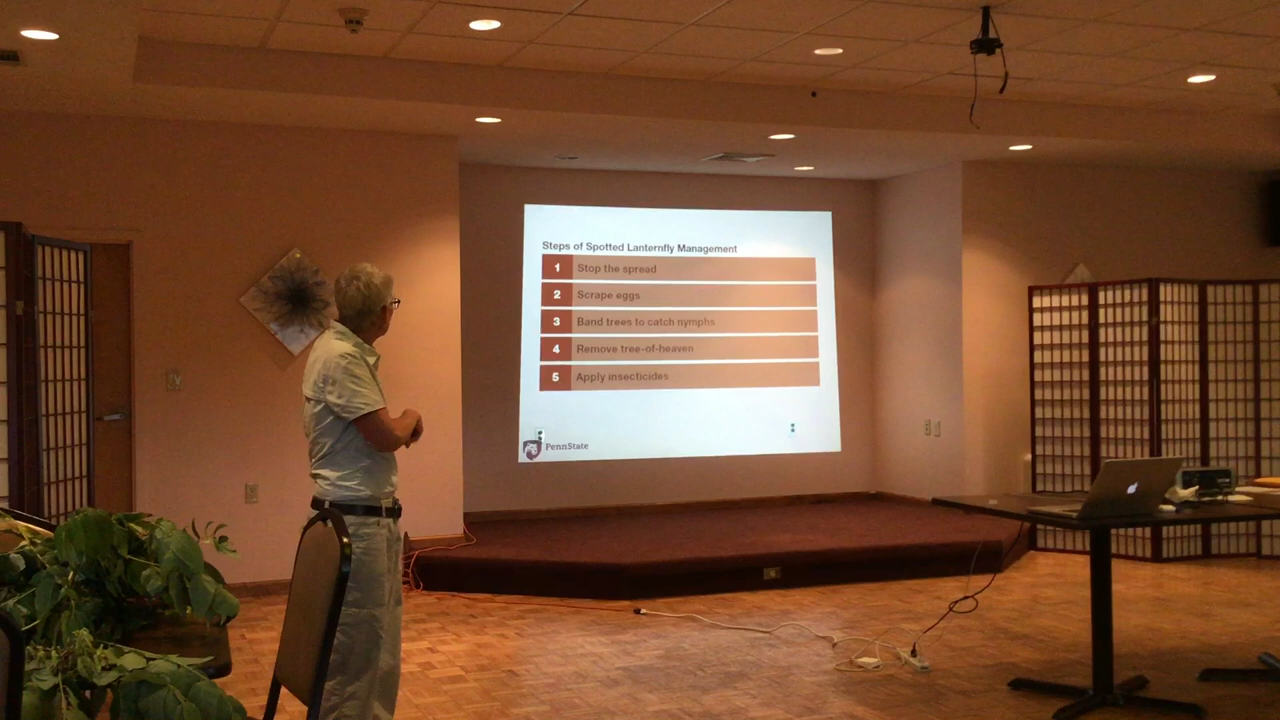 Steps of Spotted Lanternfly Management
1 Stop the spread
2 Scrape eggs
3 Band trees to catch nymphs
4 Remove tree-of-heaven
5 Apply insecticides
PennState